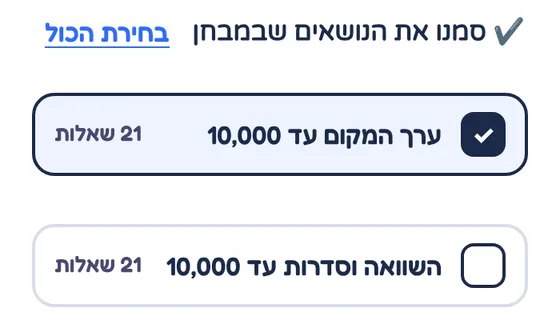 ✔️ סמנו את הנושאים שבמבחן בחירת הכול
ערך המקום עד 10,000 21 שאלות
השוואה וסדרות עד 10,000 21 שאלות